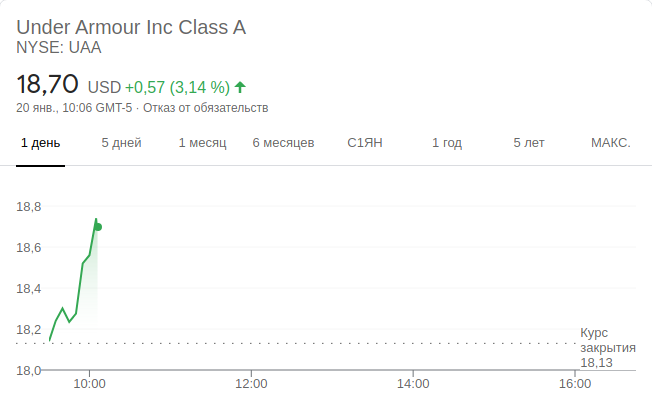 Under Armour Inc Class A
NYSE: UAA
18,70 USD +0,57 (3,14 %)
20 янв., 10:06 GMT-5 · Отказ от обязательств
1 день 5 дней 1 месяц 6 месяцев С1ЯН 1 год 5 лет МАКС.
18,8
18,6
18,4
18,2
Курс
закрытия
18,13
18,0
10:00 12:00 14:00 16:00